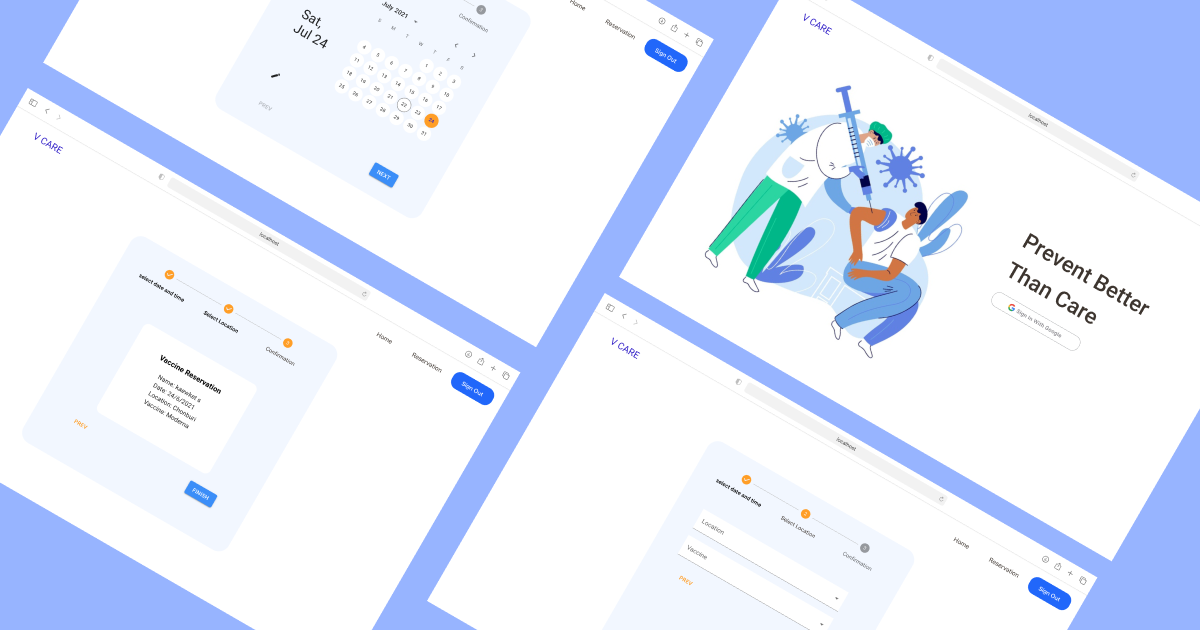 Sat,
Jul 24
PREV
July 2021
S M T W T F S
1 2 3
4 5 6 7 8 9 10
11 12 13 14 15 16 17
18 19 20 21 22 23 24
25 26 27 28 29 30 31
NEXT
Confirmation
Home
Reservation
Sign Out
V CARE
localhost
Prevent Better
Than Care
Sign In With Google
V CARE
localhost
select date and time
Select Location
3
Confirmation
Vaccine Reservation
Name: kaewket s
Date: 24/6/2021
Location: Chonburi
Vaccine: Moderna
PREV
FINISH
Home
Reservation
Sign Out
V CARE
localhost
select date and time
2
Select Location
3
Confirmation
Location
Vaccine
PREV
Home
Reservation
Sign Out